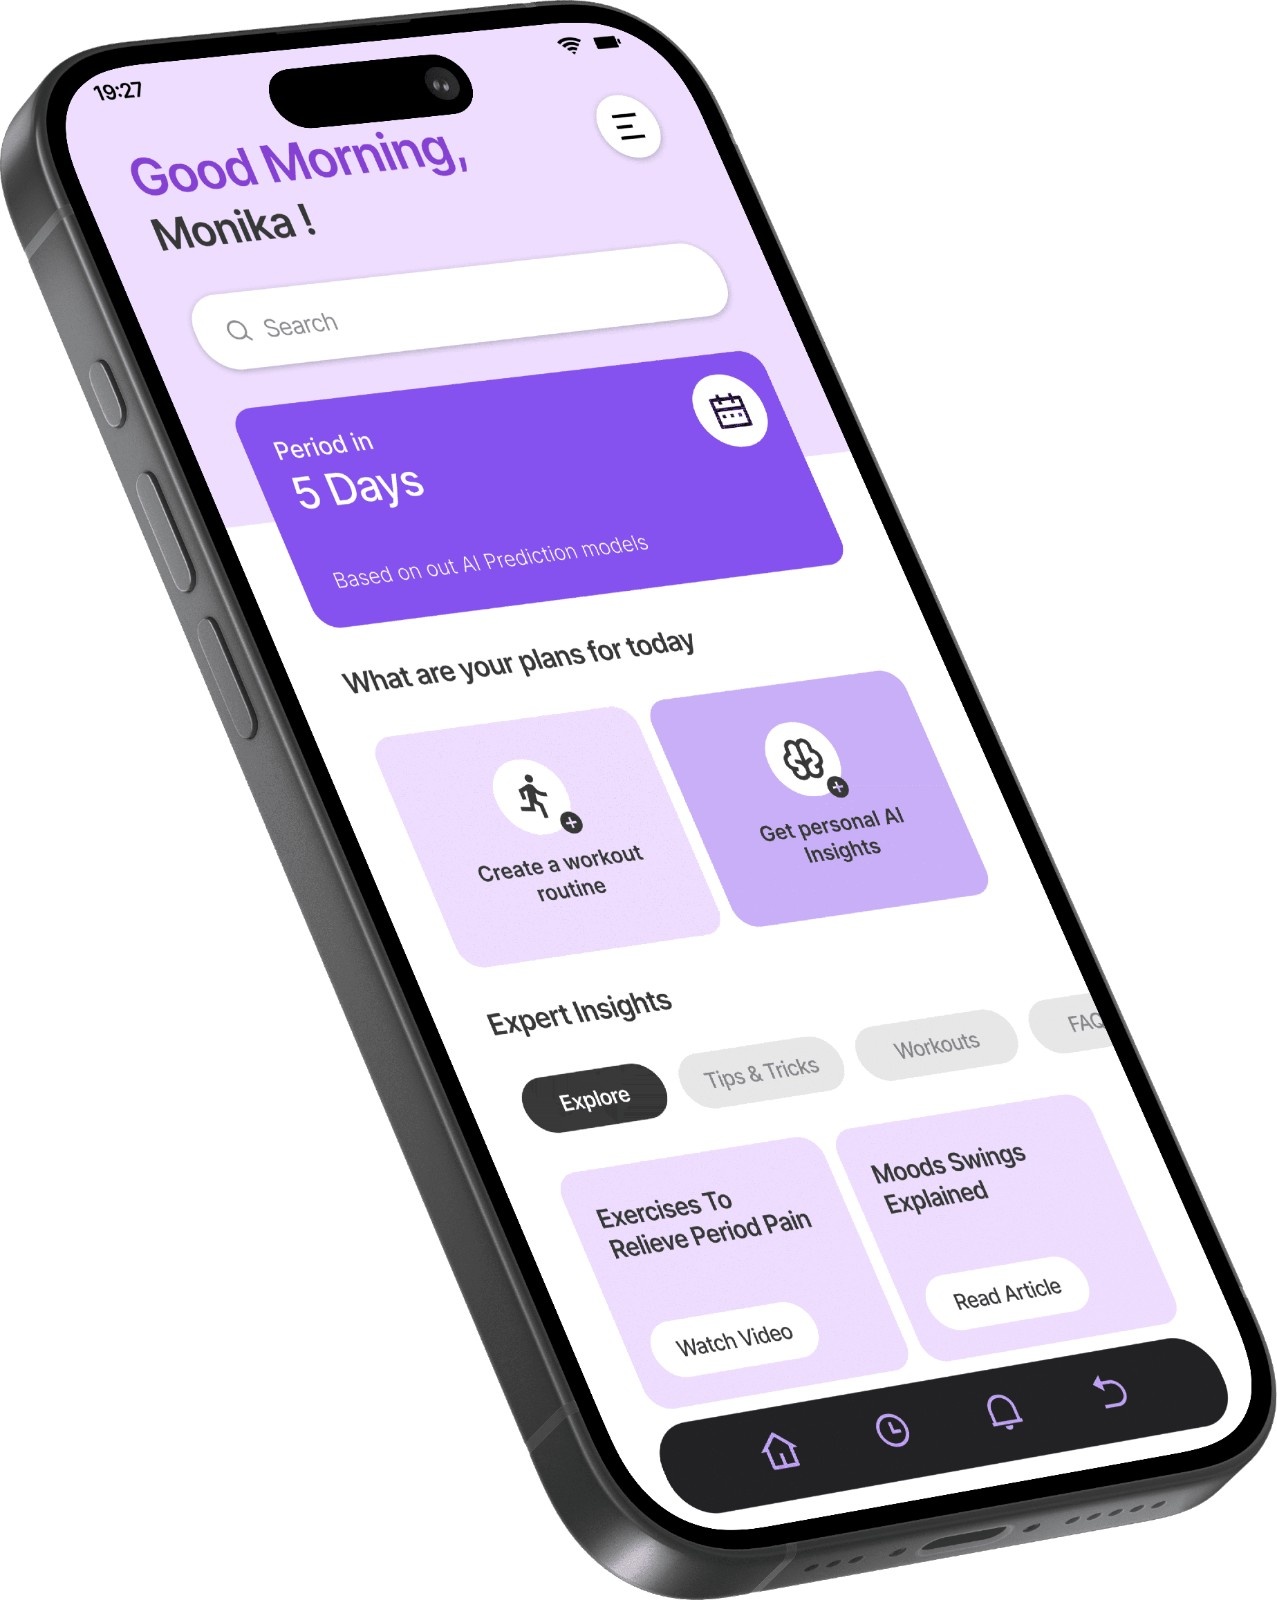 19:27
Good Morning,
Monika !
Search
Period in
5 Days
Based on out AI Prediction models
What are your plans for today
Create a workout
routine
Get personal AI
Insights
Expert Insights
Explore
Tips & Tricks
Workouts
FAQ
Exercises To
Relieve Period Pain
Watch Video
Moods Swings
Explained
Read Article